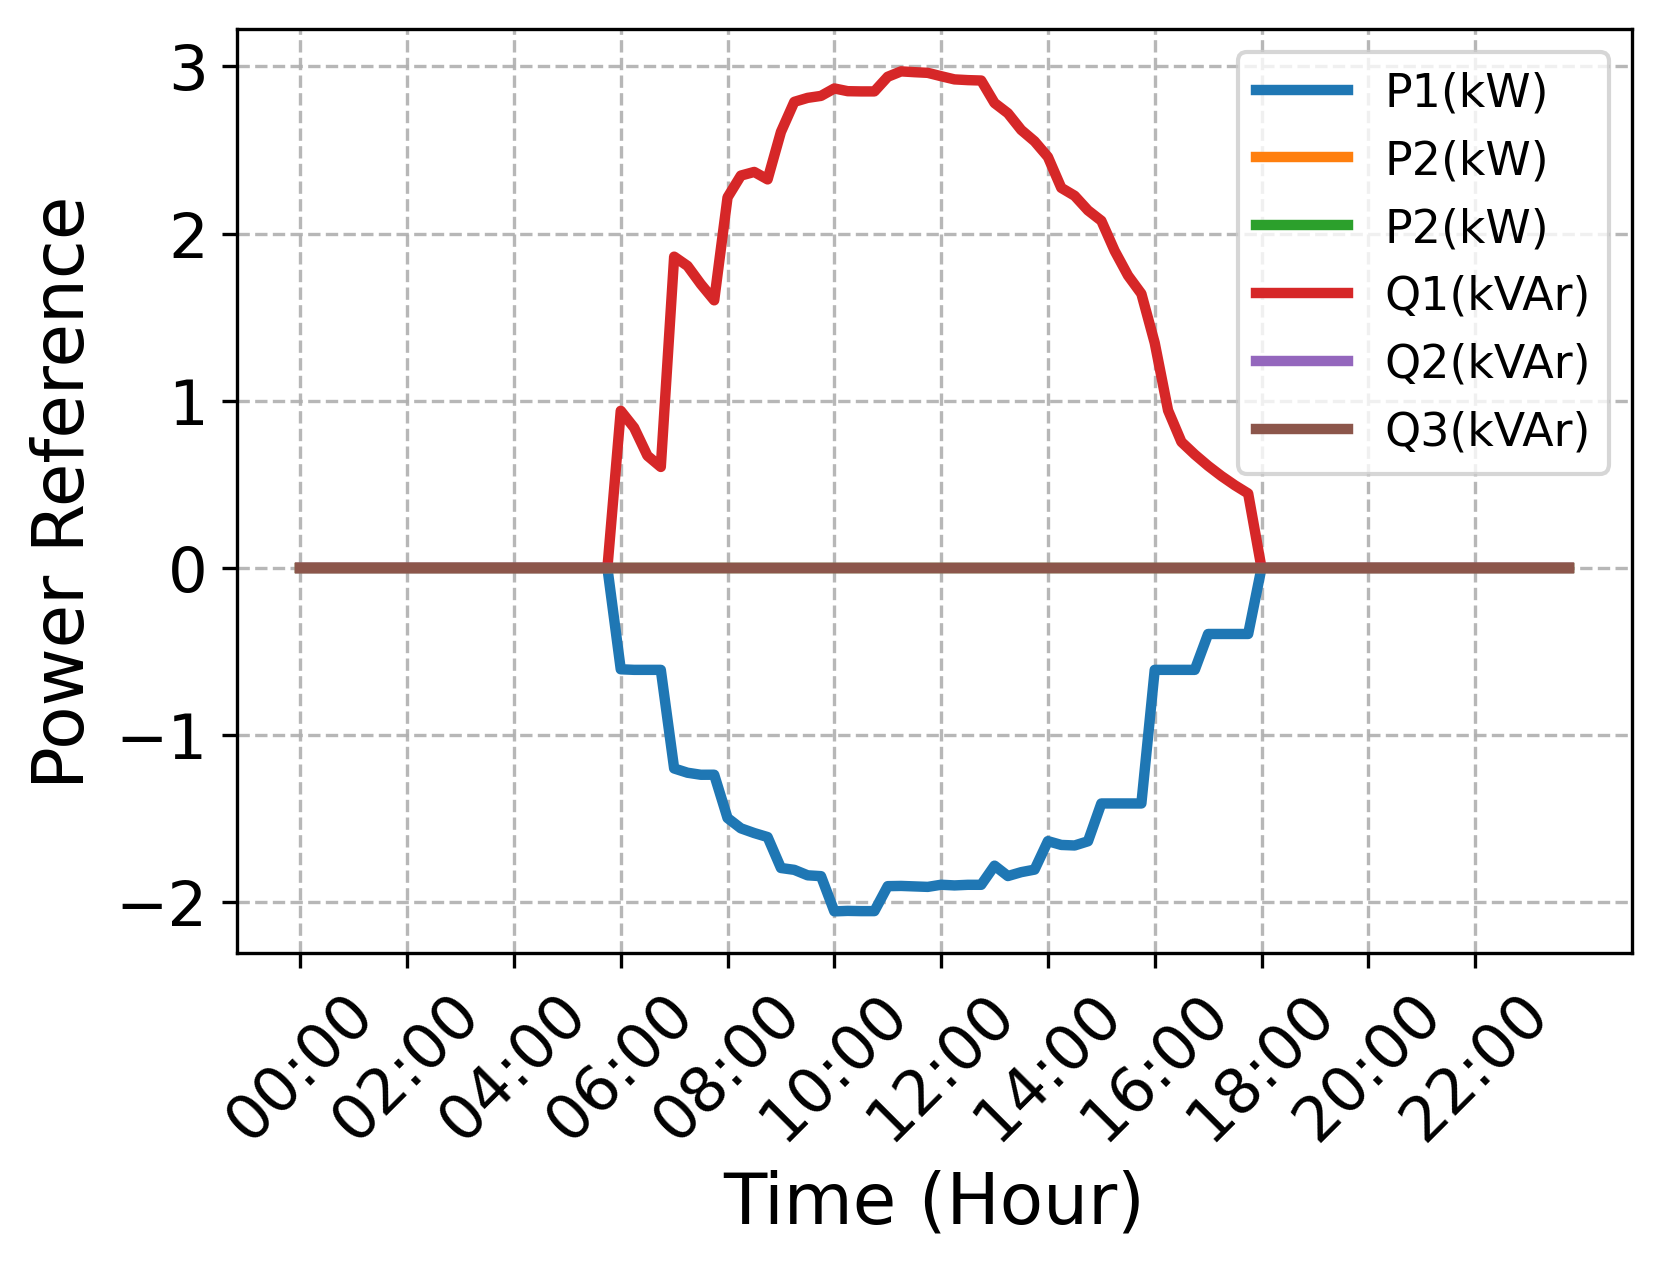 Power Reference
3
2
1
0
−1
−2
P1(kW)
P2(kW)
P2(kW)
Q1(kVAr)
Q2(kVAr)
Q3(kVAr)
00:00
02:00
04:00
06:00
08:00
10:00
12:00
14:00
16:00
18:00
20:00
22:00
Time (Hour)